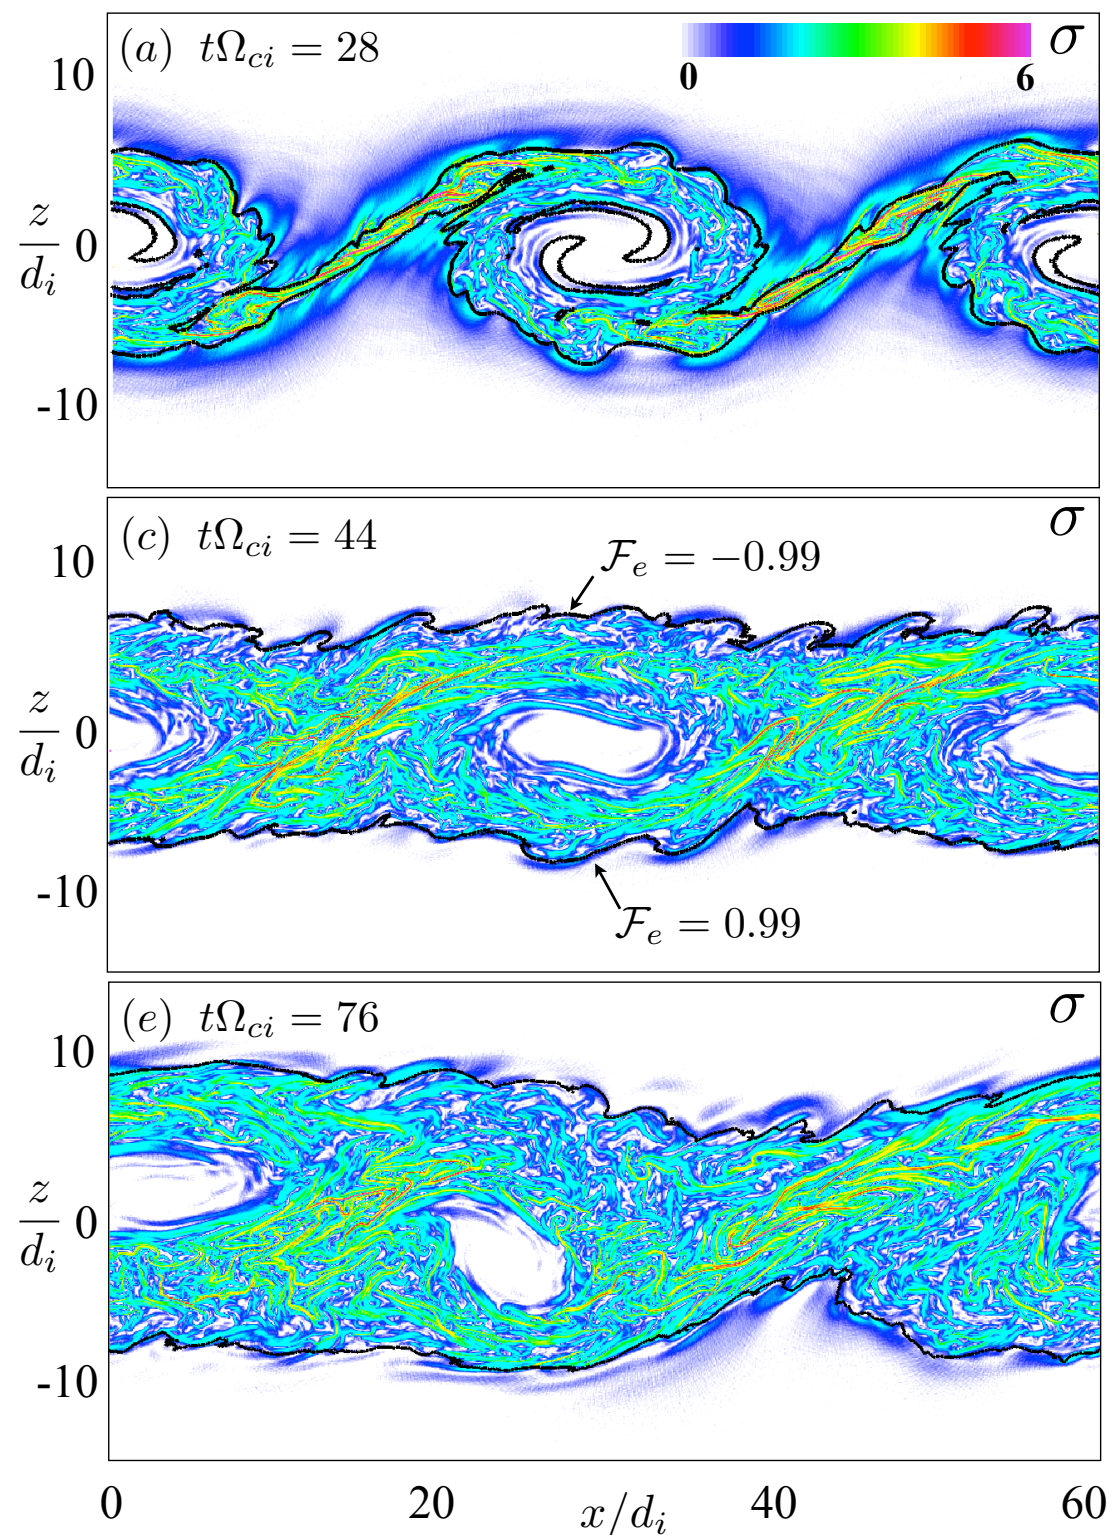 (a) tΩ_ci = 28
σ
0 6
10
z/d_i
0
-10
(c) tΩ_ci = 44
σ
F_e = −0.99
10
z/d_i
0
-10
F_e = 0.99
(e) tΩ_ci = 76
σ
10
z/d_i
0
-10
0 20 x/d_i 40 60